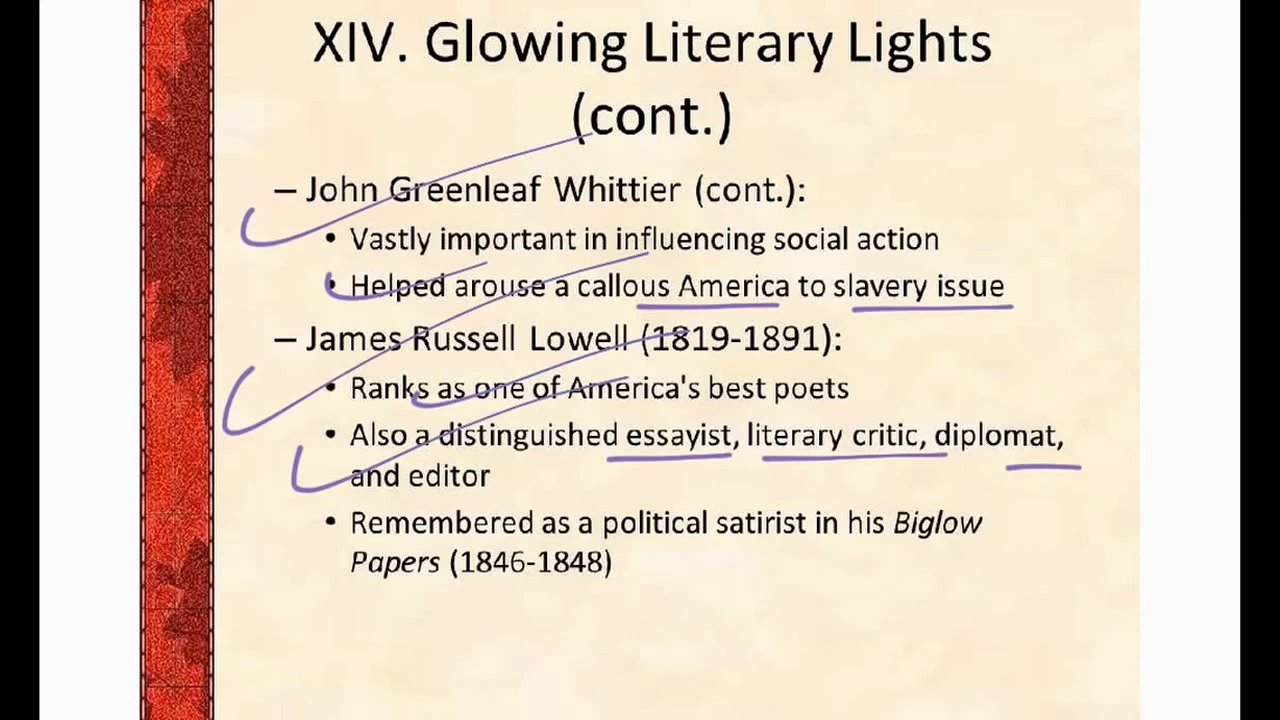 XIV. Glowing Literary Lights
(cont.)
– John Greenleaf Whittier (cont.):
• Vastly important in influencing social action
• Helped arouse a callous America to slavery issue
– James Russell Lowell (1819-1891):
• Ranks as one of America's best poets
• Also a distinguished essayist, literary critic, diplomat,
and editor
• Remembered as a political satirist in his Biglow
Papers (1846-1848)